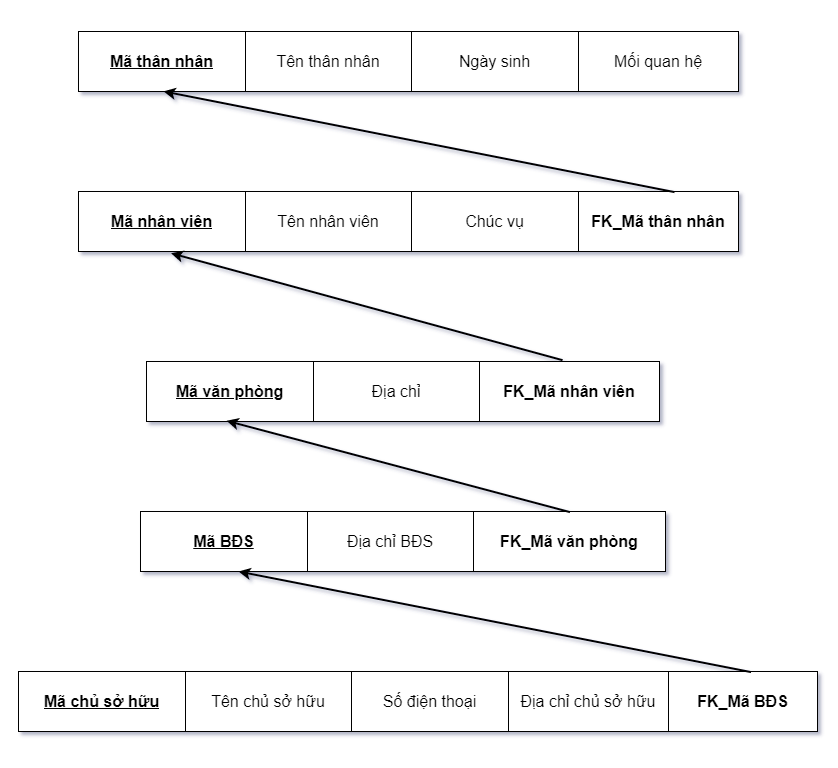 Mã thân nhân Tên thân nhân Ngày sinh Mối quan hệ
Mã nhân viên Tên nhân viên Chúc vụ FK_Mã thân nhân
Mã văn phòng Địa chỉ FK_Mã nhân viên
Mã BĐS Địa chỉ BĐS FK_Mã văn phòng
Mã chủ sở hữu Tên chủ sở hữu Số điện thoại Địa chỉ chủ sở hữu FK_Mã BĐS